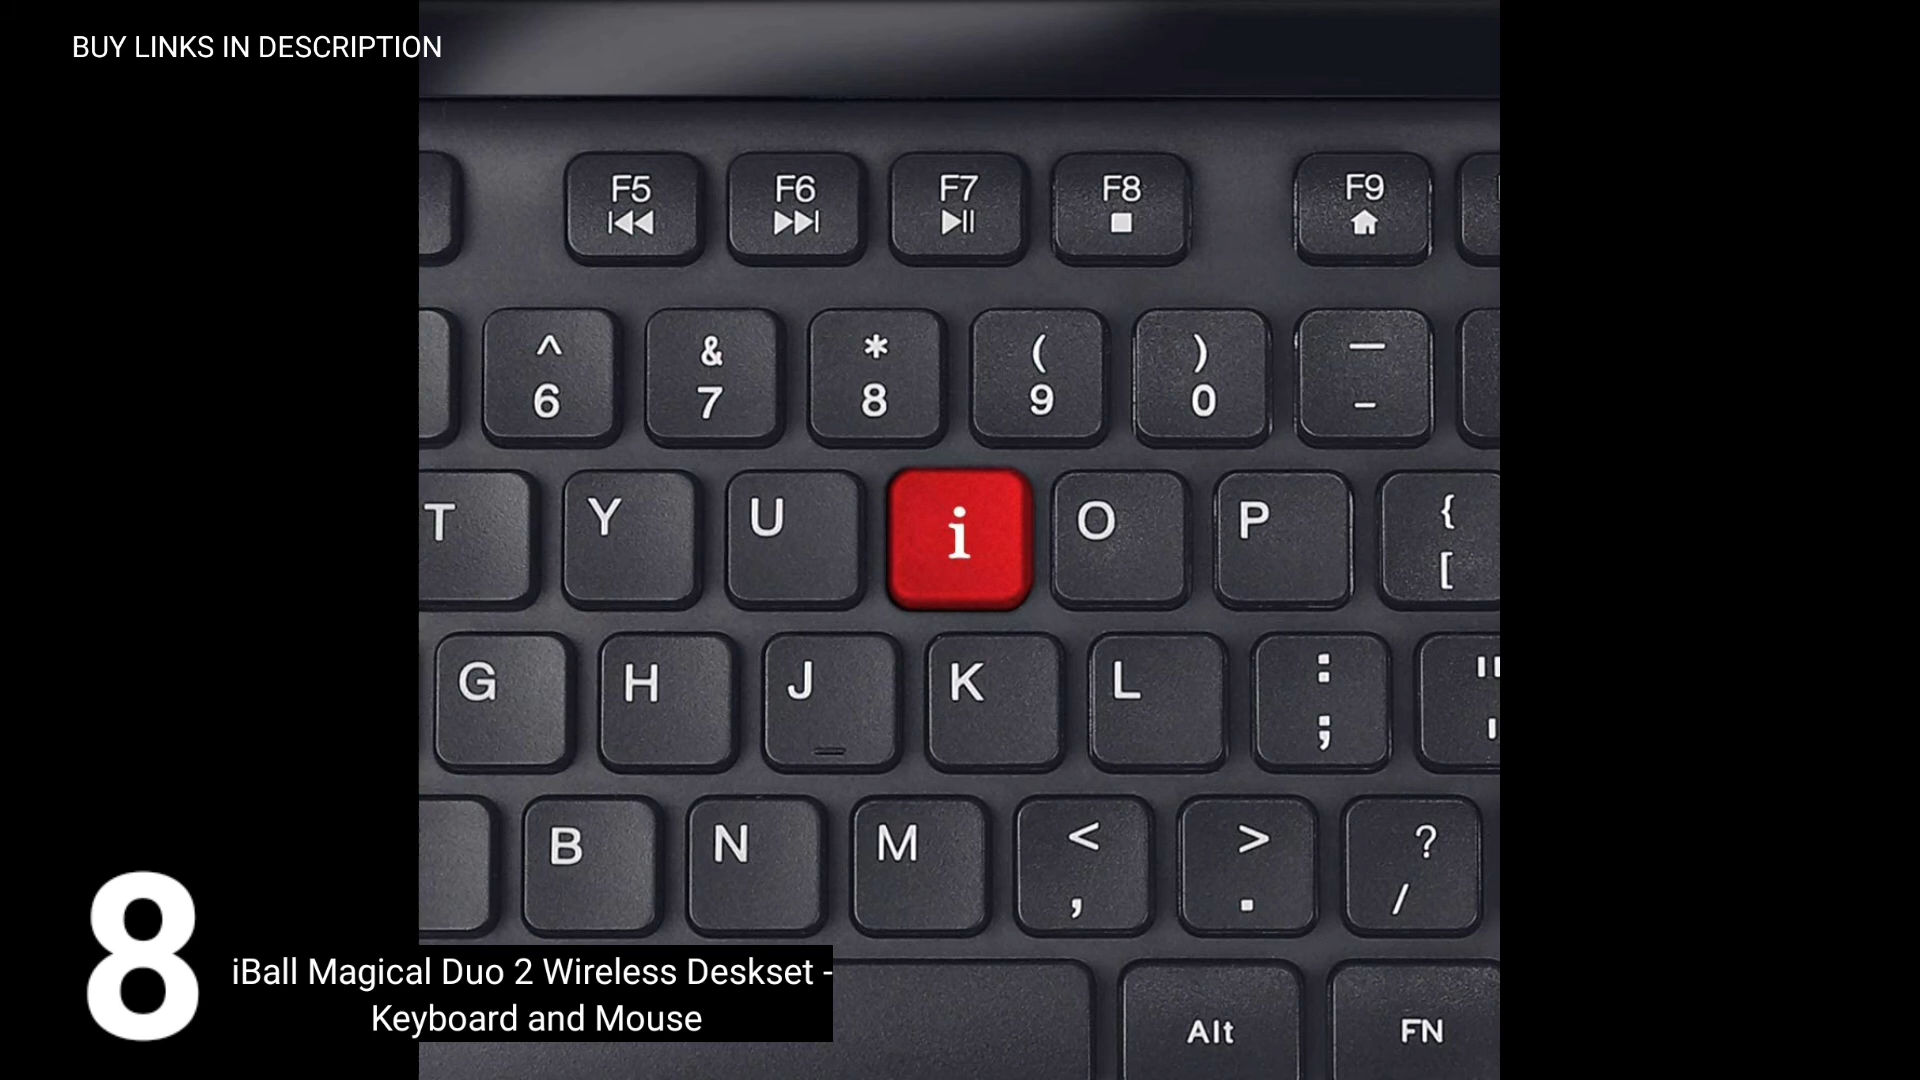 BUY LINKS IN DESCRIPTION
F5 F6 F7 F8 F9
^ & * ( ) —
6 7 8 9 0 -
T Y U i O P { [
G H J K L : ; " '
B N M < , > . ? /
Alt FN
8
iBall Magical Duo 2 Wireless Deskset -
Keyboard and Mouse